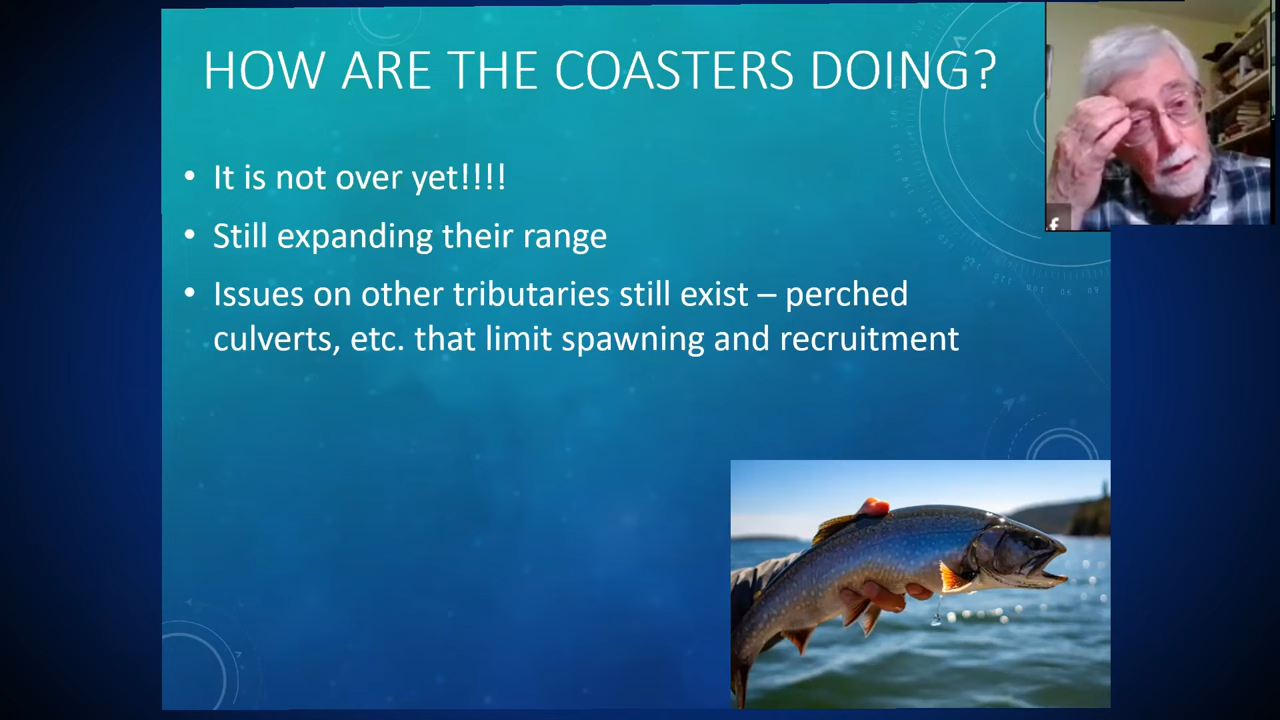 HOW ARE THE COASTERS DOING?
• It is not over yet!!!!
• Still expanding their range
• Issues on other tributaries still exist – perched
culverts, etc. that limit spawning and recruitment